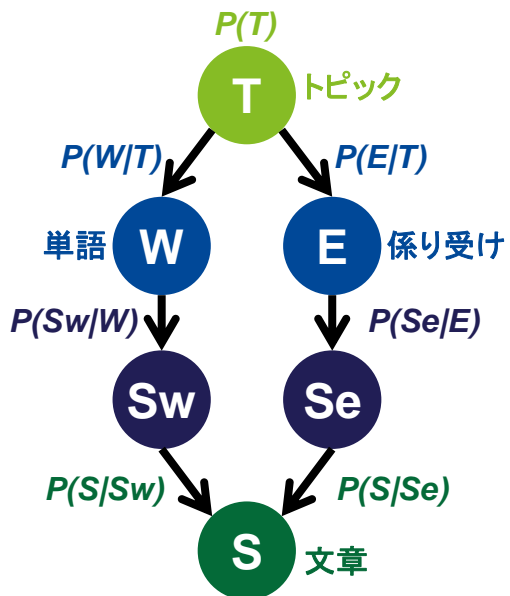 P(T)
T
トピック
P(W|T)
P(E|T)
単語
W
E
係り受け
P(Sw|W)
P(Se|E)
Sw
Se
P(S|Sw)
P(S|Se)
S
文章